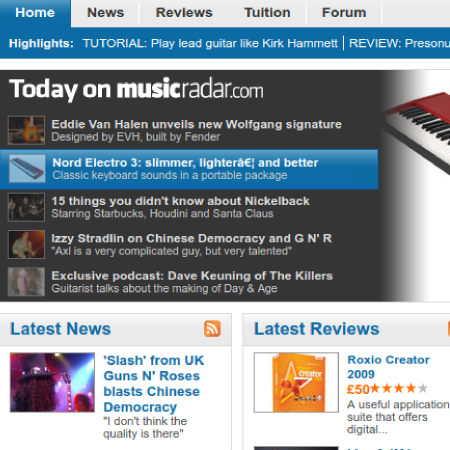 Home News Reviews Tuition Forum
Highlights: TUTORIAL: Play lead guitar like Kirk Hammett REVIEW: Presonu
Today on musicradar.com
Eddie Van Halen unveils new Wolfgang signature
Designed by EVH, built by Fender
Nord Electro 3: slimmer, lighterâ€¦ and better
Classic keyboard sounds in a portable package
15 things you didn't know about Nickelback
Starring Starbucks, Houdini and Santa Claus
Izzy Stradlin on Chinese Democracy and G N' R
"Axl is a very complicated guy, but very talented"
Exclusive podcast: Dave Keuning of The Killers
Guitarist talks about the making of Day & Age
Latest News
'Slash' from UK
Guns N' Roses
blasts Chinese
Democracy
"I don't think the
quality is there"
Latest Reviews
creator
Roxio Creator
2009
£50
A useful application
suite that offers
digital...